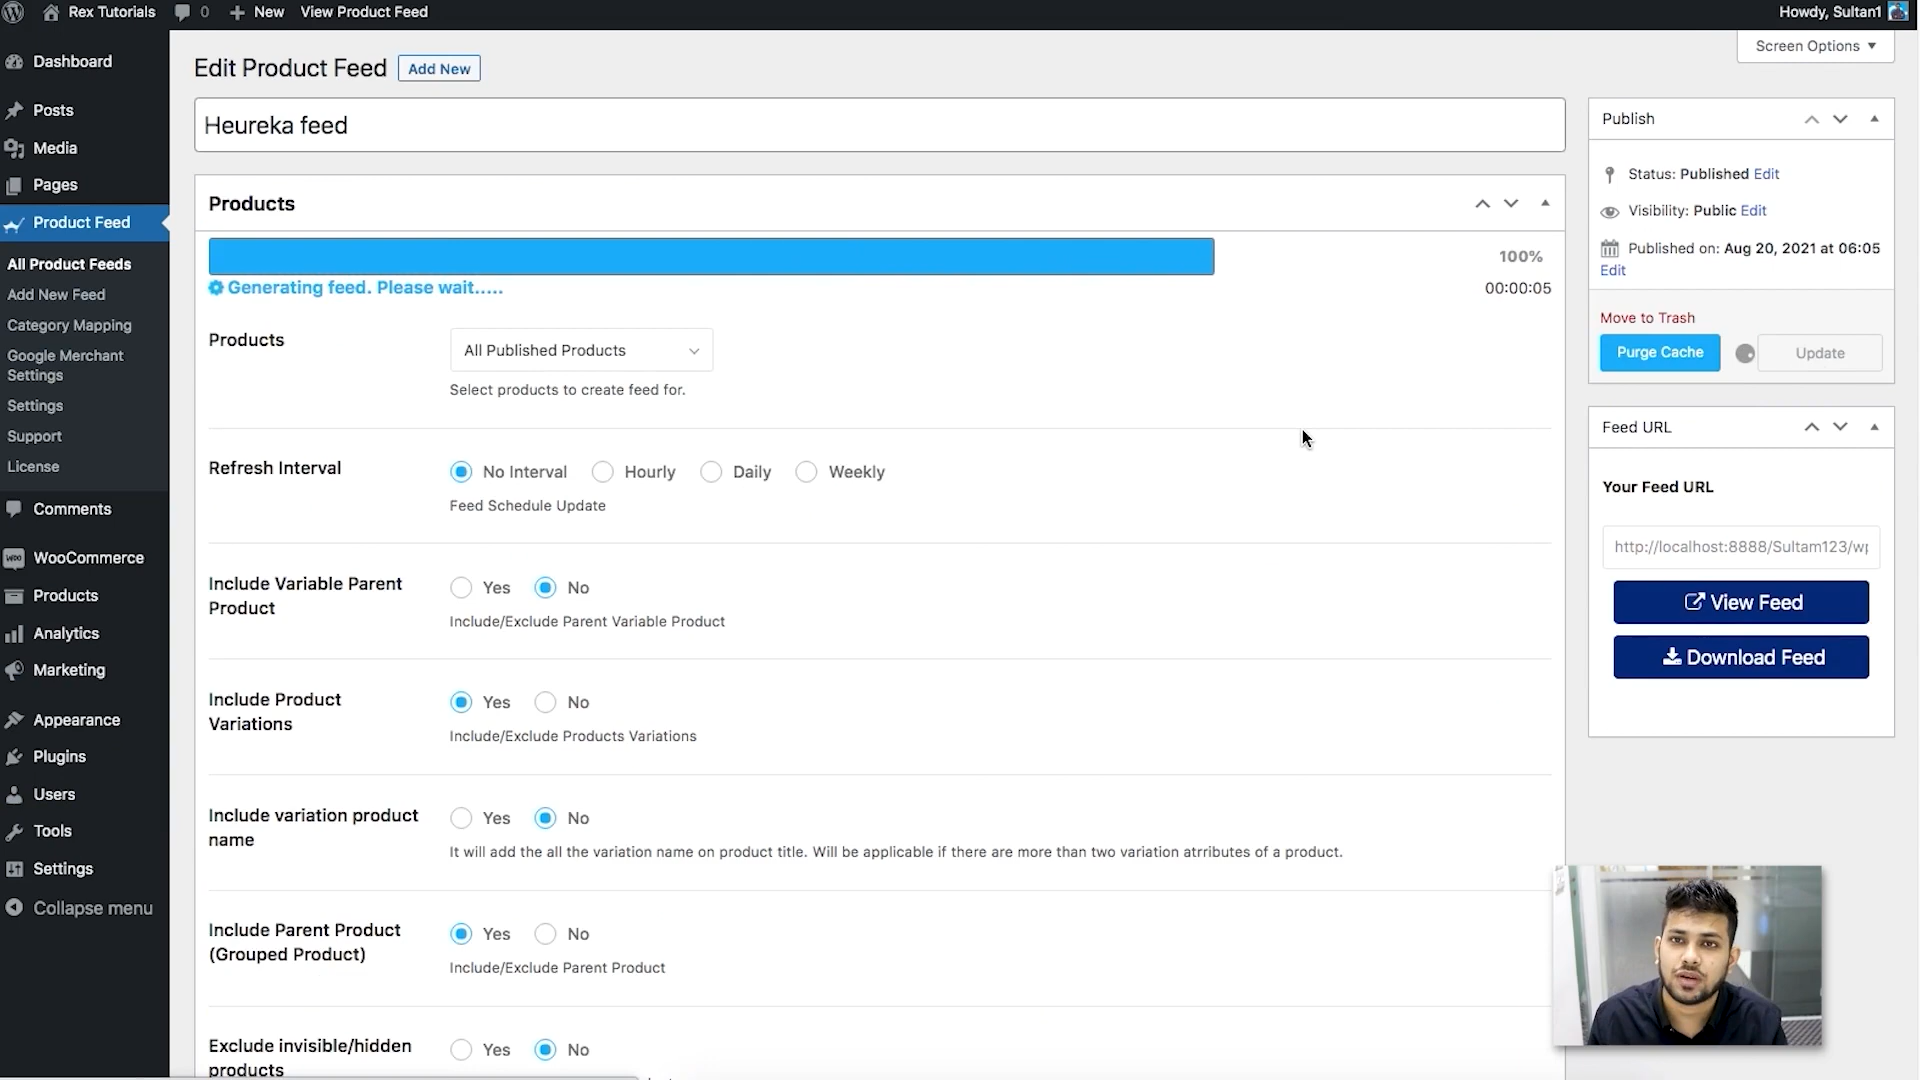 Rex Tutorials 0 New View Product Feed Howdy, Sultan1
Screen Options
Dashboard
Posts
Media
Pages
Product Feed
All Product Feeds
Add New Feed
Category Mapping
Google Merchant
Settings
Settings
Support
License
Comments
WooCommerce
Products
Analytics
Marketing
Appearance
Plugins
Users
Tools
Settings
Collapse menu
Edit Product Feed Add New
Heureka feed
Products
100%
Generating feed. Please wait.....
00:00:05
Products
All Published Products
Select products to create feed for.
Refresh Interval
No Interval Hourly Daily Weekly
Feed Schedule Update
Include Variable Parent
Product
Yes No
Include/Exclude Parent Variable Product
Include Product
Variations
Yes No
Include/Exclude Products Variations
Include variation product
name
Yes No
It will add the all the variation name on product title. Will be applicable if there are more than two variation atrributes of a product.
Include Parent Product
(Grouped Product)
Yes No
Include/Exclude Parent Product
Exclude invisible/hidden
products
Yes No
Publish
Status: Published Edit
Visibility: Public Edit
Published on: Aug 20, 2021 at 06:05
Edit
Move to Trash
Purge Cache Update
Feed URL
Your Feed URL
http://localhost:8888/Sultam123/wp
View Feed
Download Feed